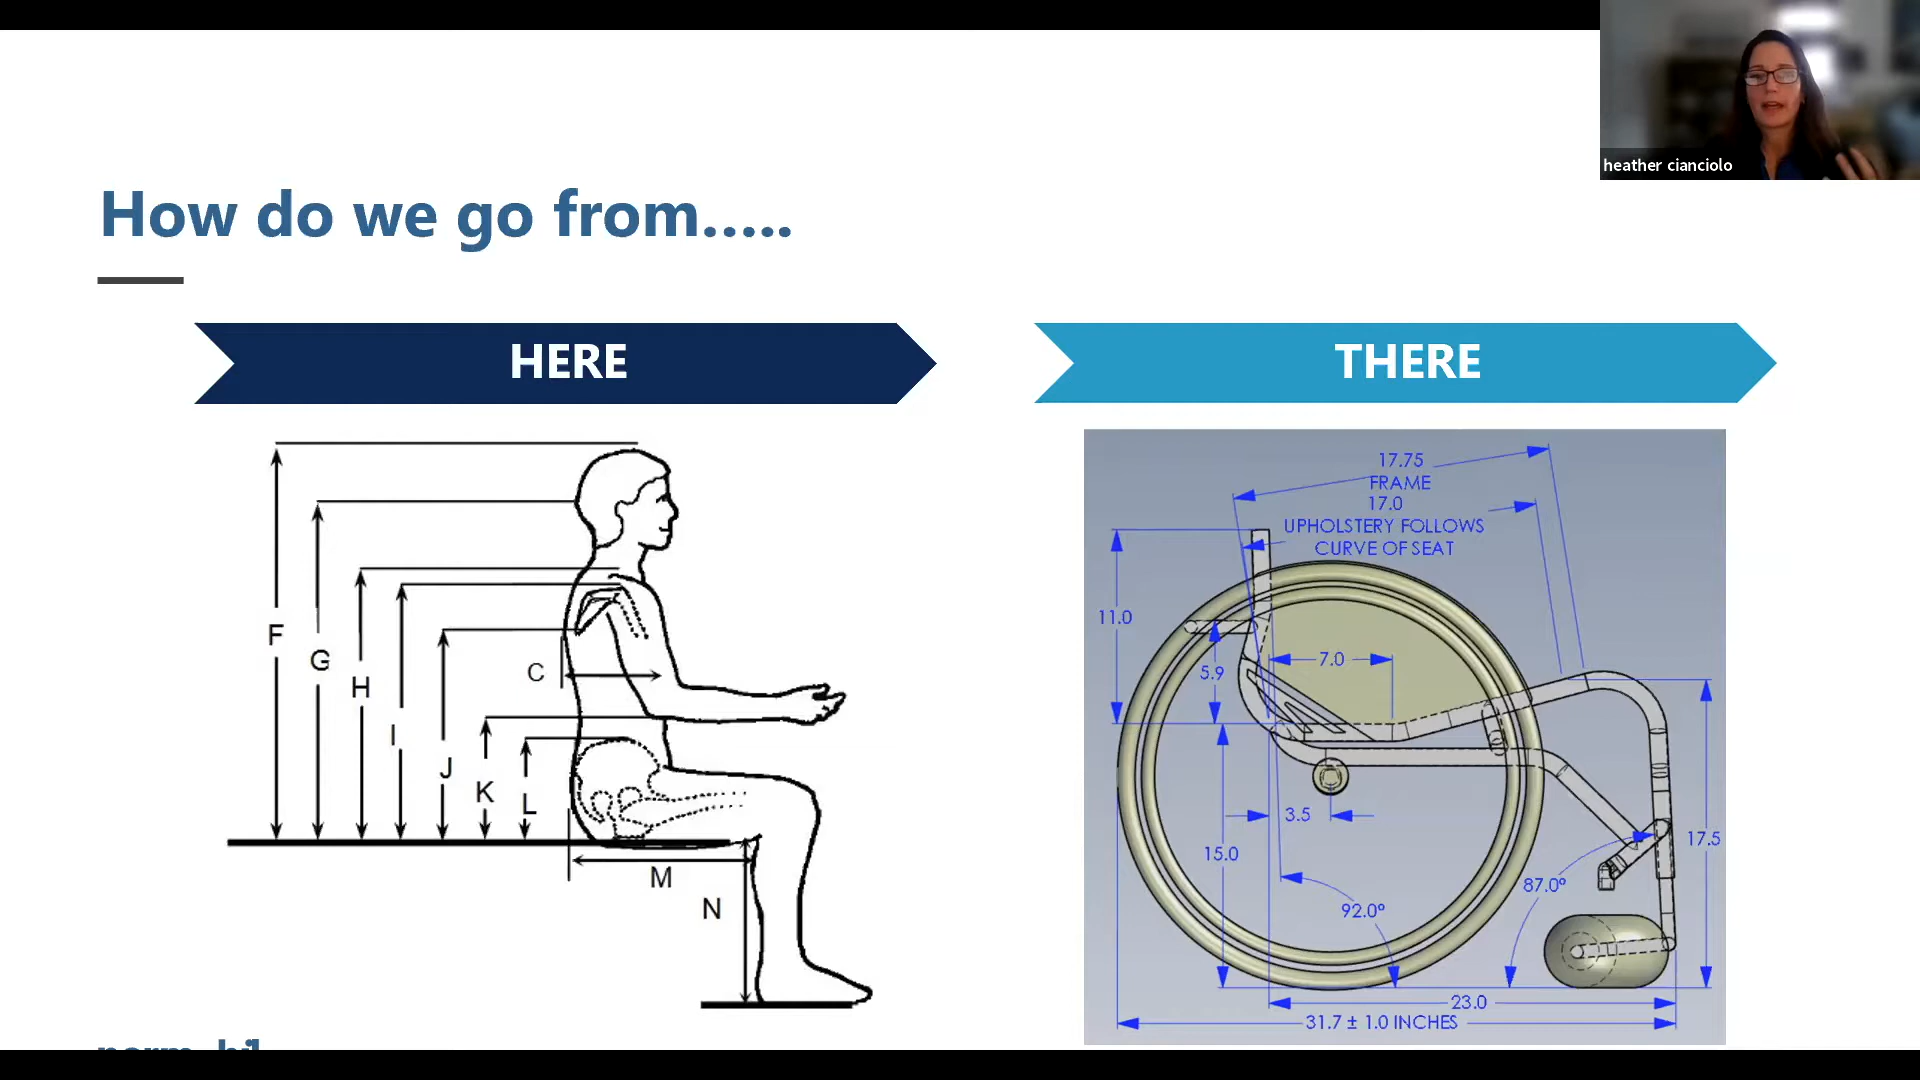 heather cianciolo
How do we go from.....
HERE
THERE
F
G
H
I
J
K
L
C
M
N
17.75
FRAME
17.0
UPHOLSTERY FOLLOWS
CURVE OF SEAT
11.0
5.9
7.0
3.5
15.0
92.0°
87.0°
17.5
23.0
31.7 ± 1.0 INCHES